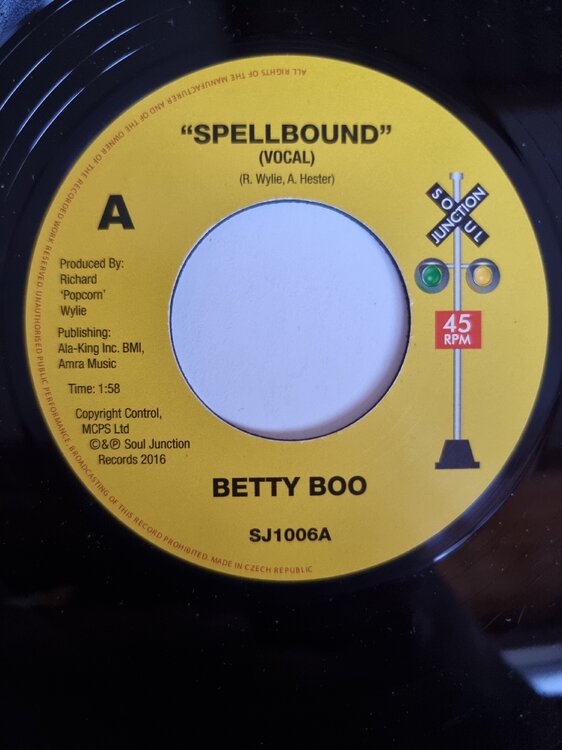 “SPELLBOUND”
(VOCAL)
(R. Wylie, A. Hester)
A
SOUL
JUNCTION
45
RPM
Produced By:
Richard
‘Popcorn’
Wylie
Publishing:
Ala-King Inc. BMI,
Amra Music
Time: 1:58
Copyright Control,
MCPS Ltd
©&℗ Soul Junction
Records 2016
BETTY BOO
SJ1006A
ALL RIGHTS OF THE MANUFACTURER AND OF THE OWNER OF THE RECORDED WORK RESERVED. UNAUTHORISED PUBLIC PERFORMANCE, BROADCASTING OF THIS RECORD PROHIBITED. MADE IN CZECH REPUBLIC